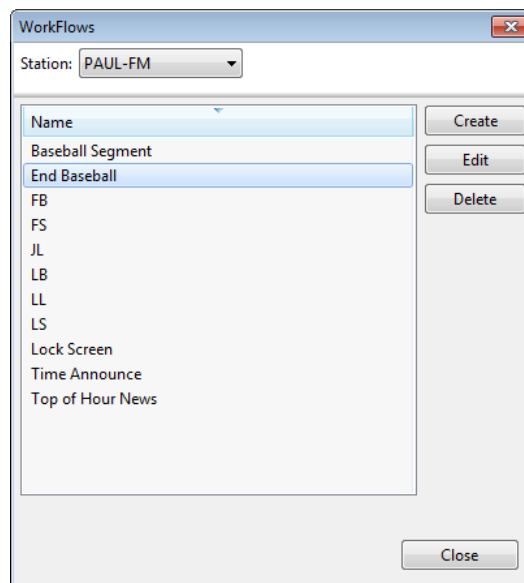 WorkFlows
Station: PAUL-FM
Name
Create
Baseball Segment
Edit
End Baseball
Delete
FB
FS
JL
LB
LL
LS
Lock Screen
Time Announce
Top of Hour News
Close